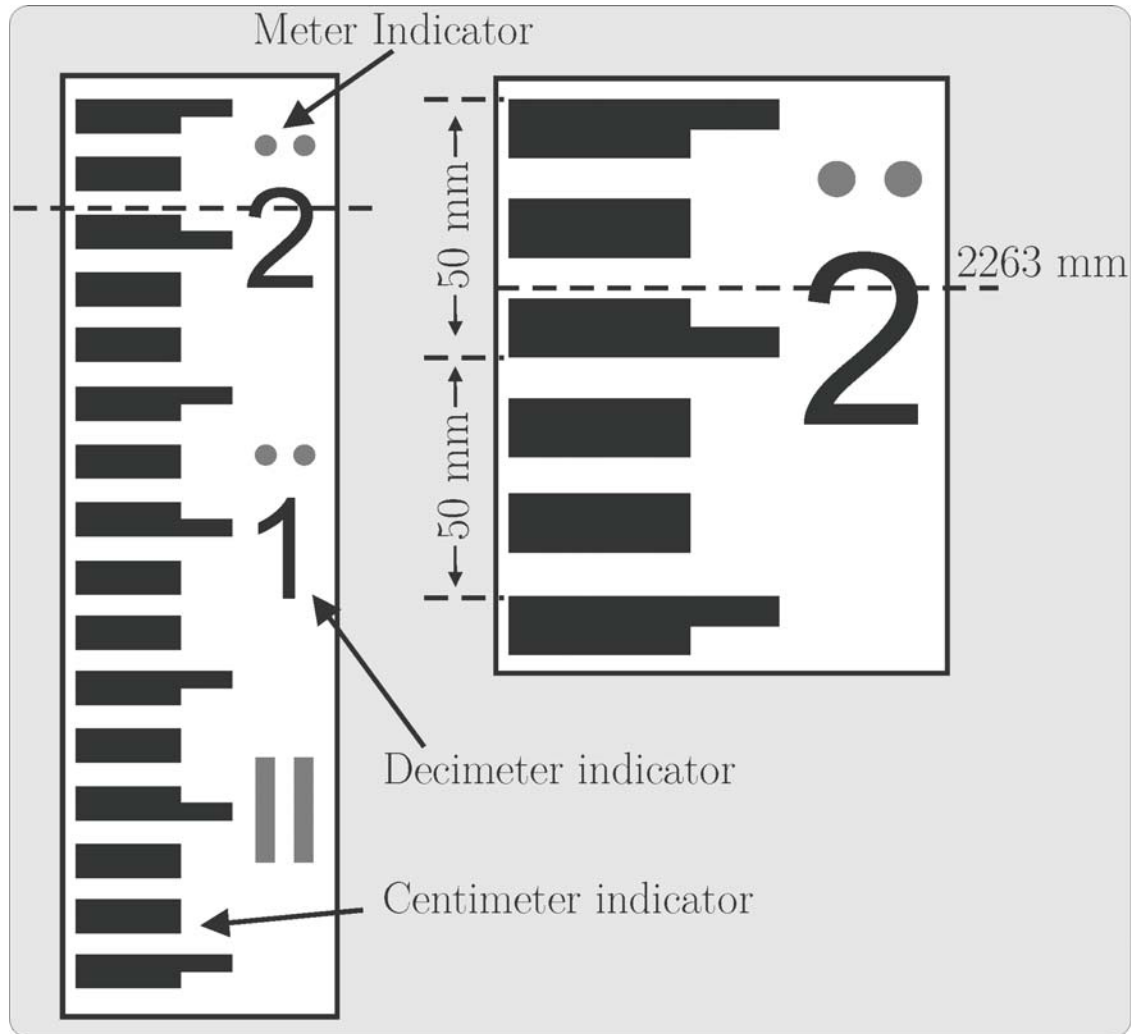 Meter Indicator
2
1
Decimeter indicator
Centimeter indicator
50 mm
50 mm
2
2263 mm